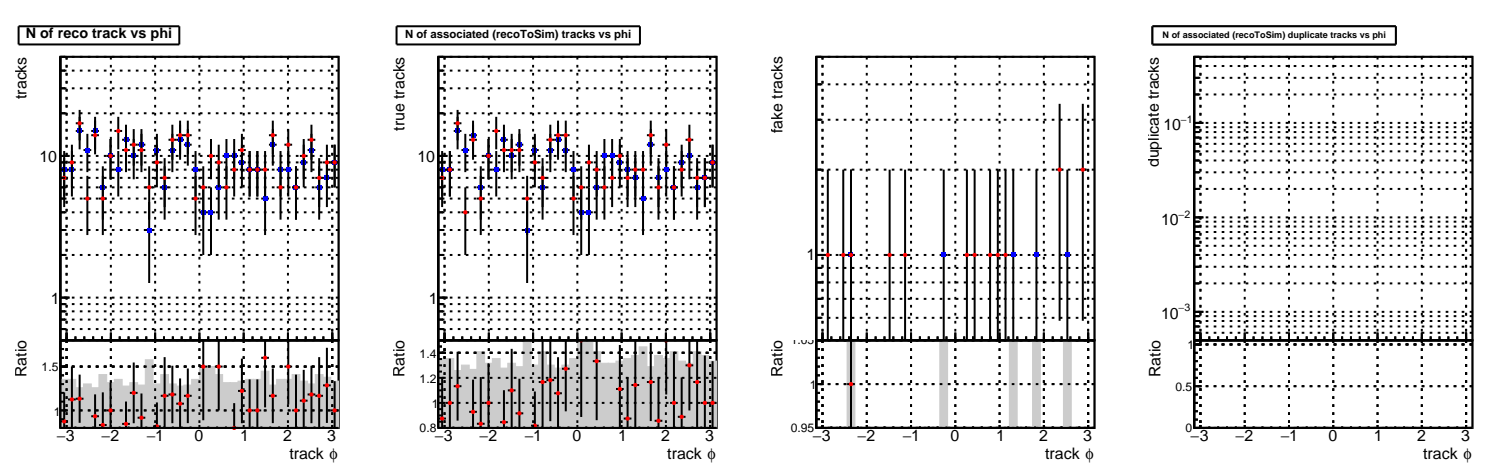 N of reco track vs phi
tracks
10
1
Ratio
1.5
1
−3 −2 −1 0 1 2 3
track ϕ
N of associated (recoToSim) tracks vs phi
true tracks
10
1
Ratio
1.4
1.2
1
0.8
−3 −2 −1 0 1 2 3
track ϕ
fake tracks
1
Ratio
1.05
1
0.95
−3 −2 −1 0 1 2 3
track ϕ
N of associated (recoToSim) duplicate tracks vs phi
duplicate tracks
10⁻¹
10⁻²
10⁻³
Ratio
1
0.5
0
−3 −2 −1 0 1 2 3
track ϕ